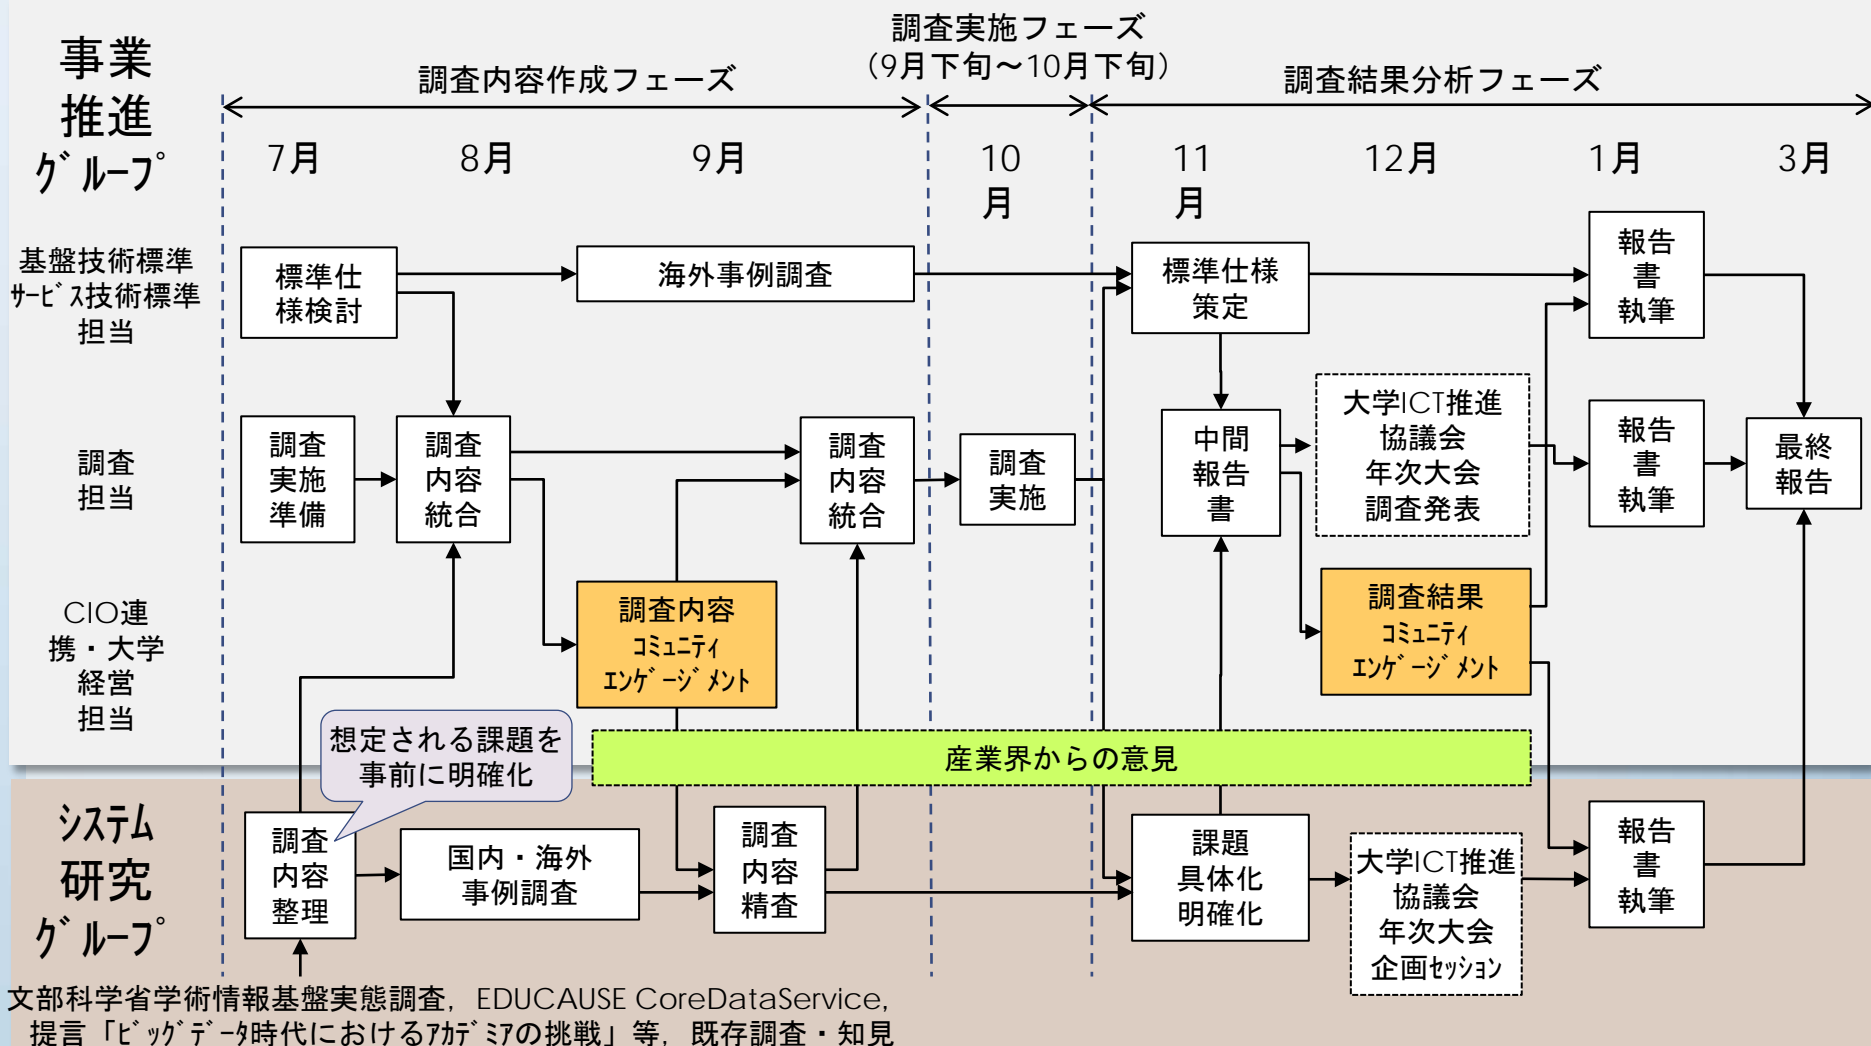 事業
推進
ｸﾞﾙｰﾌﾟ
調査内容作成フェーズ
調査実施フェーズ
(9月下旬～10月下旬)
調査結果分析フェーズ
7月
8月
9月
10
月
11
月
12月
1月
3月
基盤技術標準
ｻｰﾋﾞｽ技術標準
担当
標準仕
様検討
海外事例調査
標準仕様
策定
報告
書
執筆
調査
担当
調査
実施
準備
調査
内容
統合
調査
内容
統合
調査
実施
中間
報告
書
大学ICT推進
協議会
年次大会
調査発表
報告
書
執筆
最終
報告
CIO連
携・大学
経営
担当
調査内容
ｺﾐｭﾆﾃｨ
ｴﾝｹﾞｰｼﾞﾒﾝﾄ
調査結果
ｺﾐｭﾆﾃｨ
ｴﾝｹﾞｰｼﾞﾒﾝﾄ
想定される課題を
事前に明確化
産業界からの意見
ｼｽﾃﾑ
研究
ｸﾞﾙｰﾌﾟ
調査
内容
整理
国内・海外
事例調査
調査
内容
精査
課題
具体化
明確化
大学ICT推進
協議会
年次大会
企画ｾｯｼｮﾝ
報告
書
執筆
文部科学省学術情報基盤実態調査, EDUCAUSE CoreDataService,
提言「ﾋﾞｯｸﾞﾃﾞｰﾀ時代におけるｱｶﾃﾞﾐｱの挑戦」等, 既存調査・知見